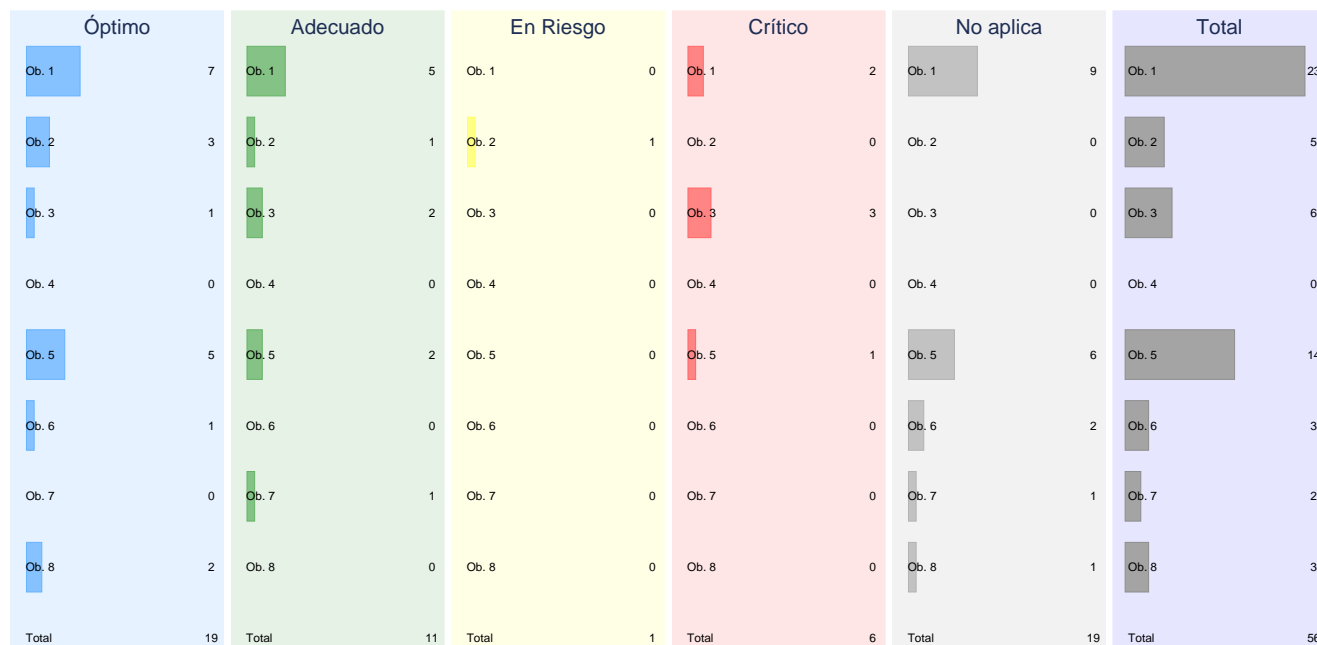 Óptimo Adecuado En Riesgo Crítico No aplica Total
Ob. 1 7 Ob. 1 5 Ob. 1 0 Ob. 1 2 Ob. 1 9 Ob. 1 23
Ob. 2 3 Ob. 2 1 Ob. 2 1 Ob. 2 0 Ob. 2 0 Ob. 2 5
Ob. 3 1 Ob. 3 2 Ob. 3 0 Ob. 3 3 Ob. 3 0 Ob. 3 6
Ob. 4 0 Ob. 4 0 Ob. 4 0 Ob. 4 0 Ob. 4 0 Ob. 4 0
Ob. 5 5 Ob. 5 2 Ob. 5 0 Ob. 5 1 Ob. 5 6 Ob. 5 14
Ob. 6 1 Ob. 6 0 Ob. 6 0 Ob. 6 0 Ob. 6 2 Ob. 6 3
Ob. 7 0 Ob. 7 1 Ob. 7 0 Ob. 7 0 Ob. 7 1 Ob. 7 2
Ob. 8 2 Ob. 8 0 Ob. 8 0 Ob. 8 0 Ob. 8 1 Ob. 8 3
Total 19 Total 11 Total 1 Total 6 Total 19 Total 56